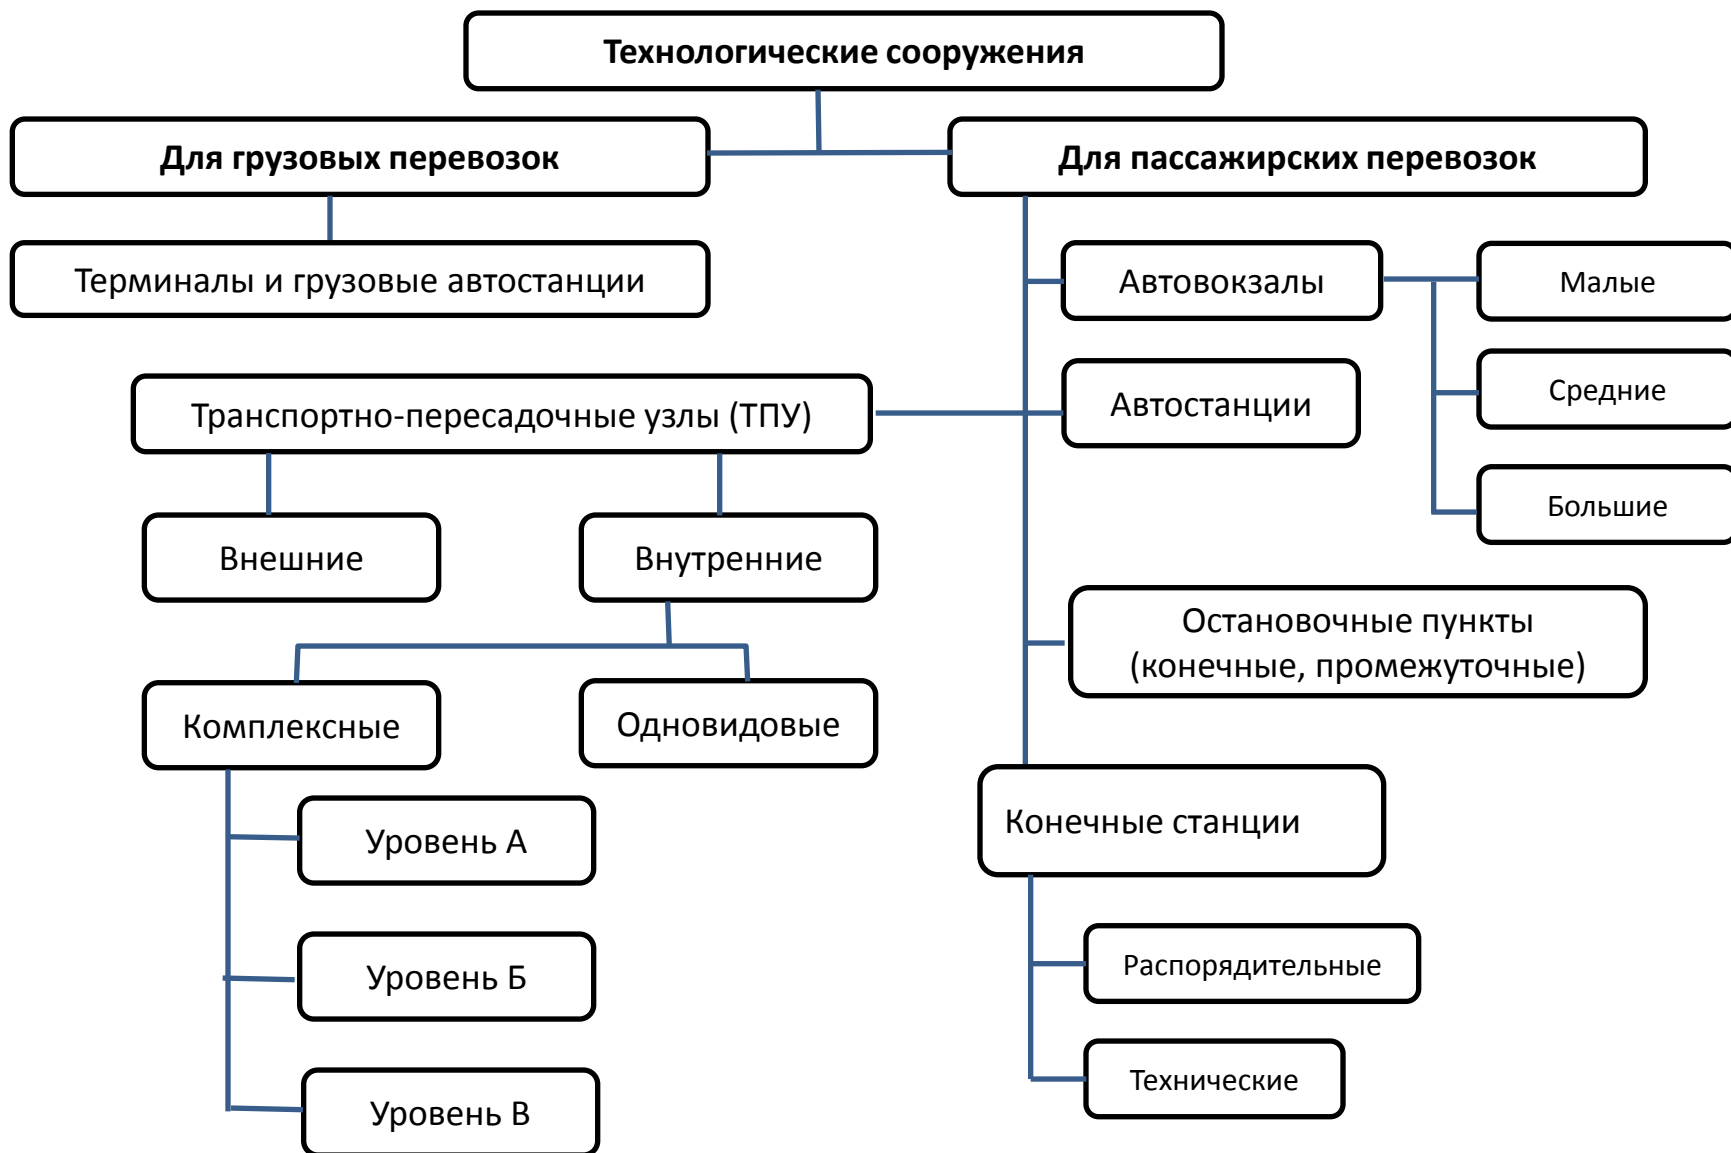 Технологические сооружения
Для грузовых перевозок
Для пассажирских перевозок
Терминалы и грузовые автостанции
Автовокзалы
Малые
Средние
Большие
Транспортно-пересадочные узлы (ТПУ)
Автостанции
Внешние
Внутренние
Остановочные пункты
(конечные, промежуточные)
Комплексные
Одновидовые
Конечные станции
Уровень А
Уровень Б
Уровень В
Распорядительные
Технические